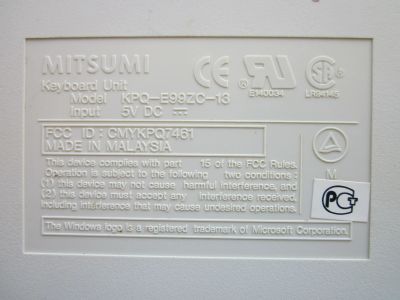 MITSUMI
Keyboard Unit
Model KPQ-E99ZC-13
Input 5V DC
E140034
LR94145
FCC ID : CMYKPQ7461
MADE IN MALAYSIA
This device complies with part 15 of the FCC Rules.
Operation is subject to the following two conditions :
(1) this device may not cause harmful interference, and
(2) this device must accept any interference received,
including interference that may cause undesired operations.
M
The Windows logo is a registered trademark of Microsoft Corporation.